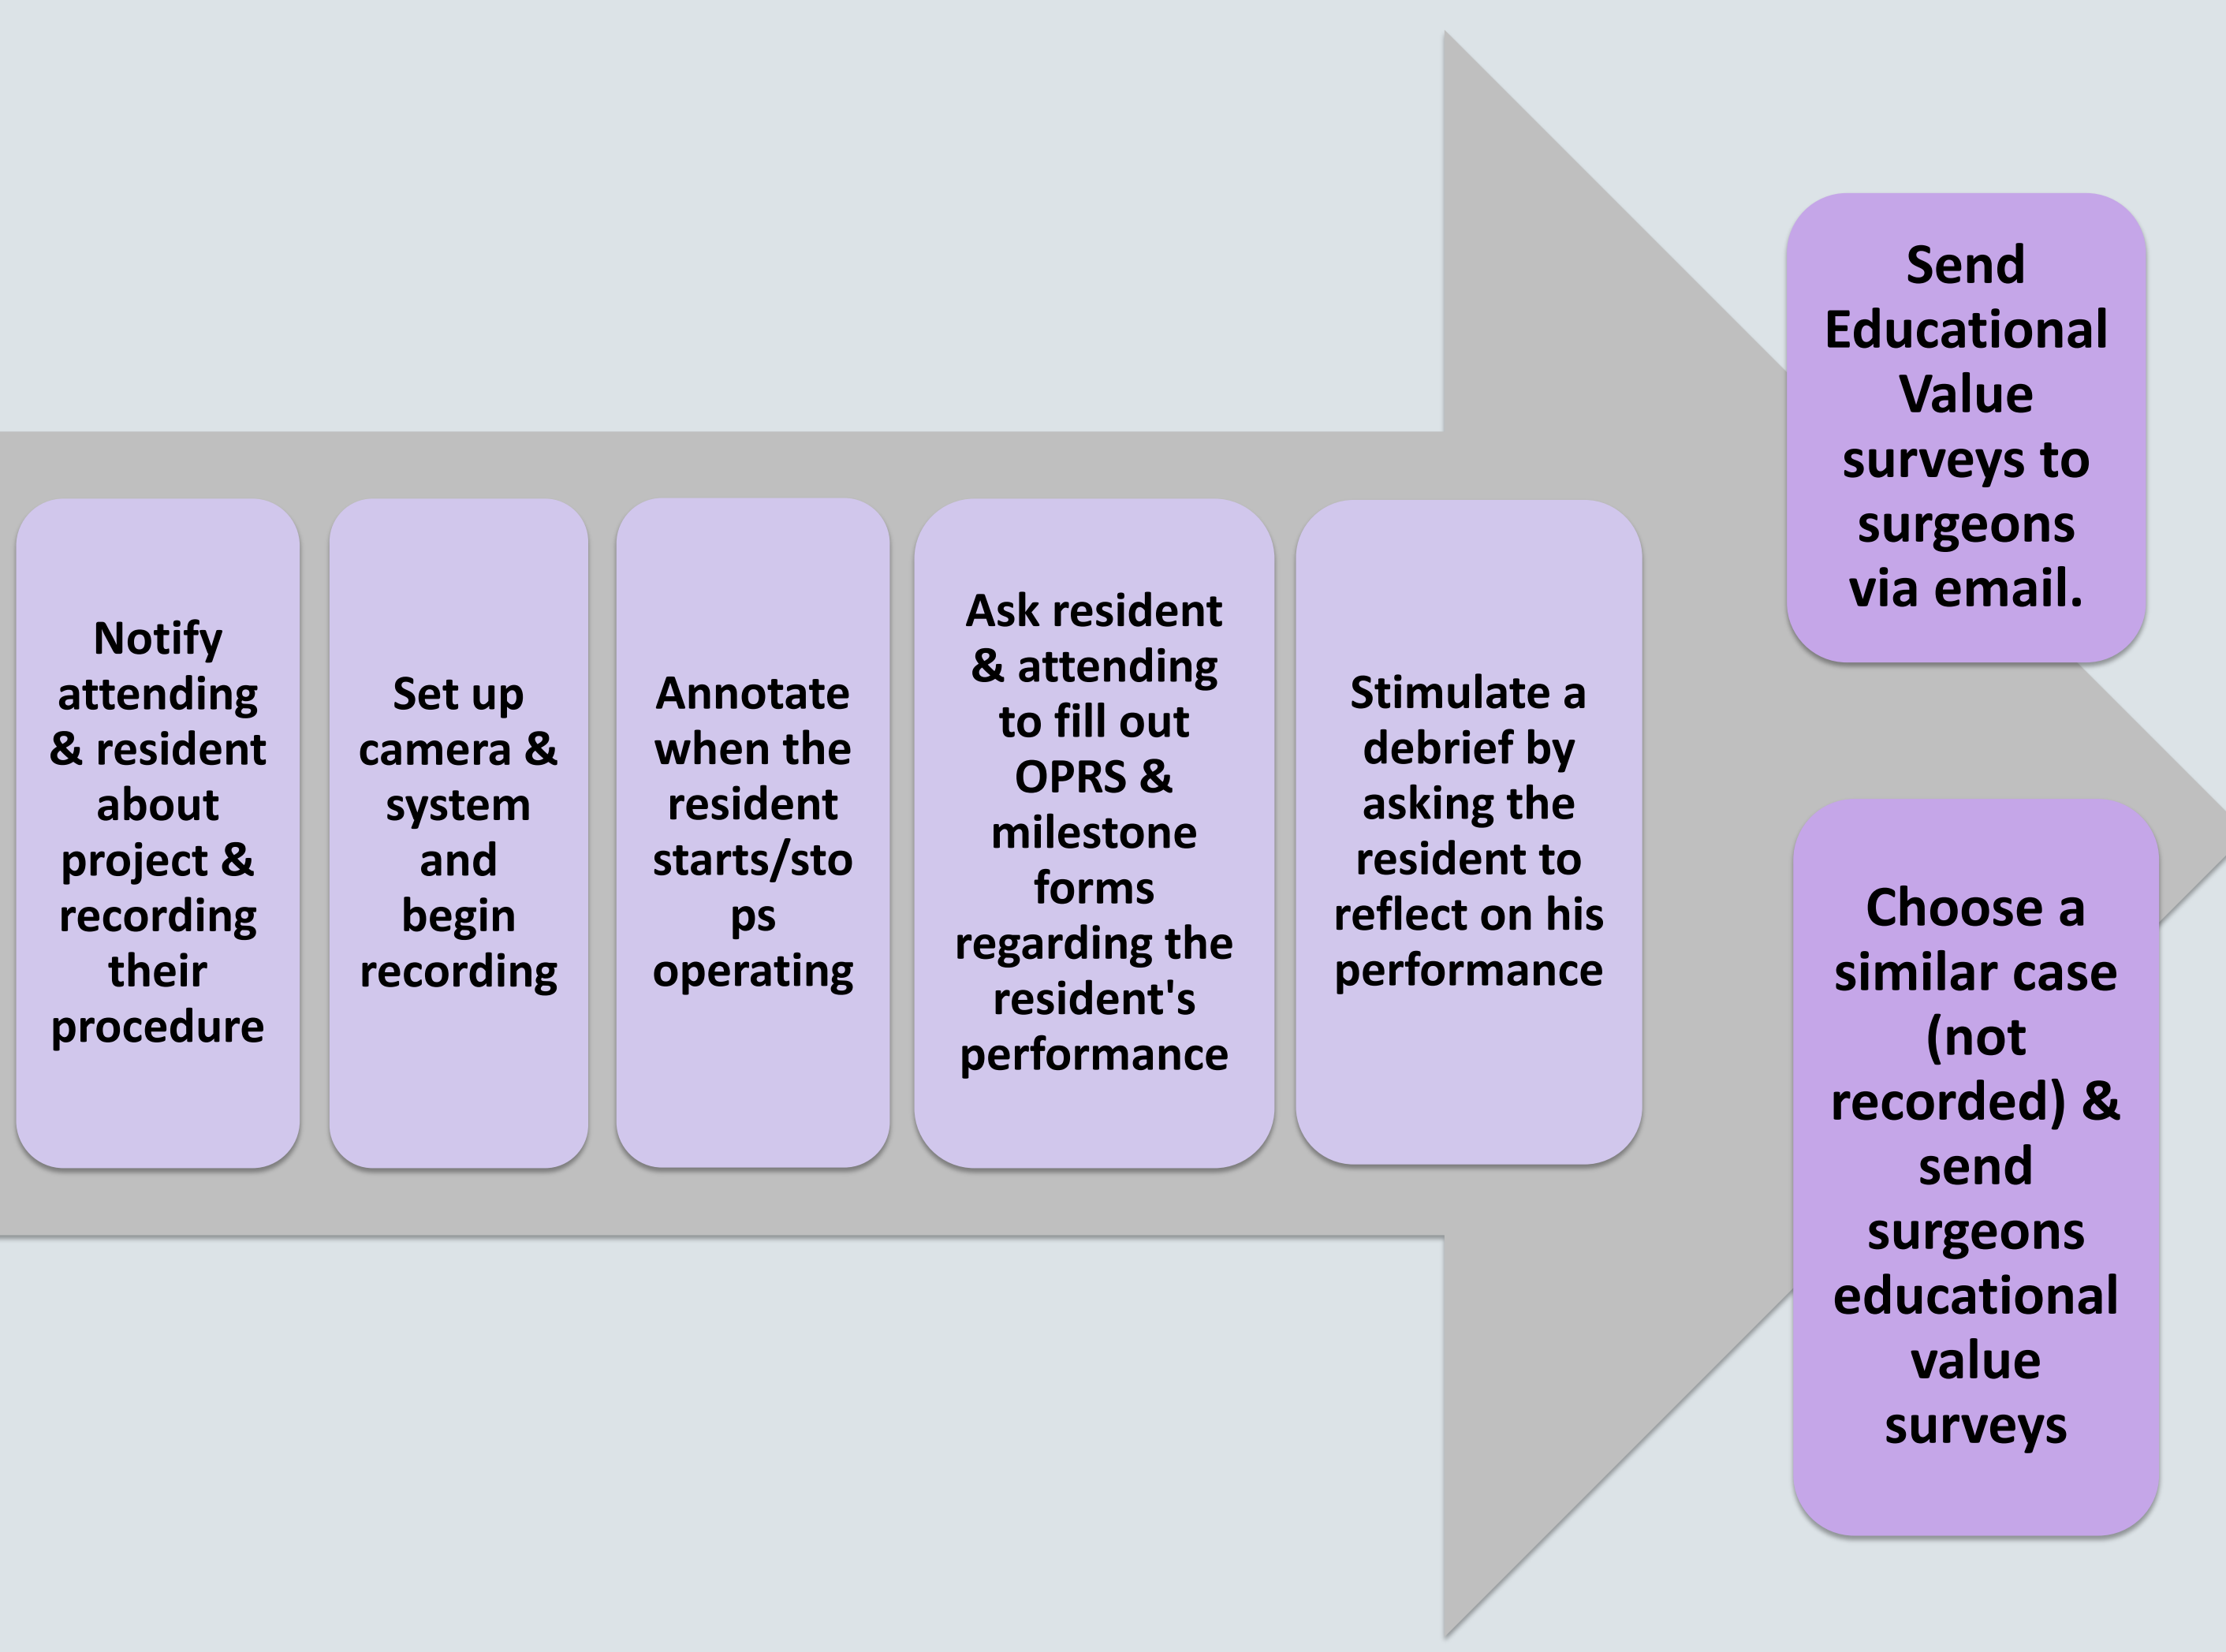 Notify
attending
& resident
about
project &
recording
their
procedure
Set up
camera &
system
and
begin
recording
Annotate
when the
resident
starts/sto
ps
operating
Ask resident
& attending
to fill out
OPRS &
milestone
forms
regarding the
resident's
performance
Stimulate a
debrief by
asking the
resident to
reflect on his
performance
Send
Educational
Value
surveys to
surgeons
via email.
Choose a
similar case
(not
recorded) &
send
surgeons
educational
value
surveys